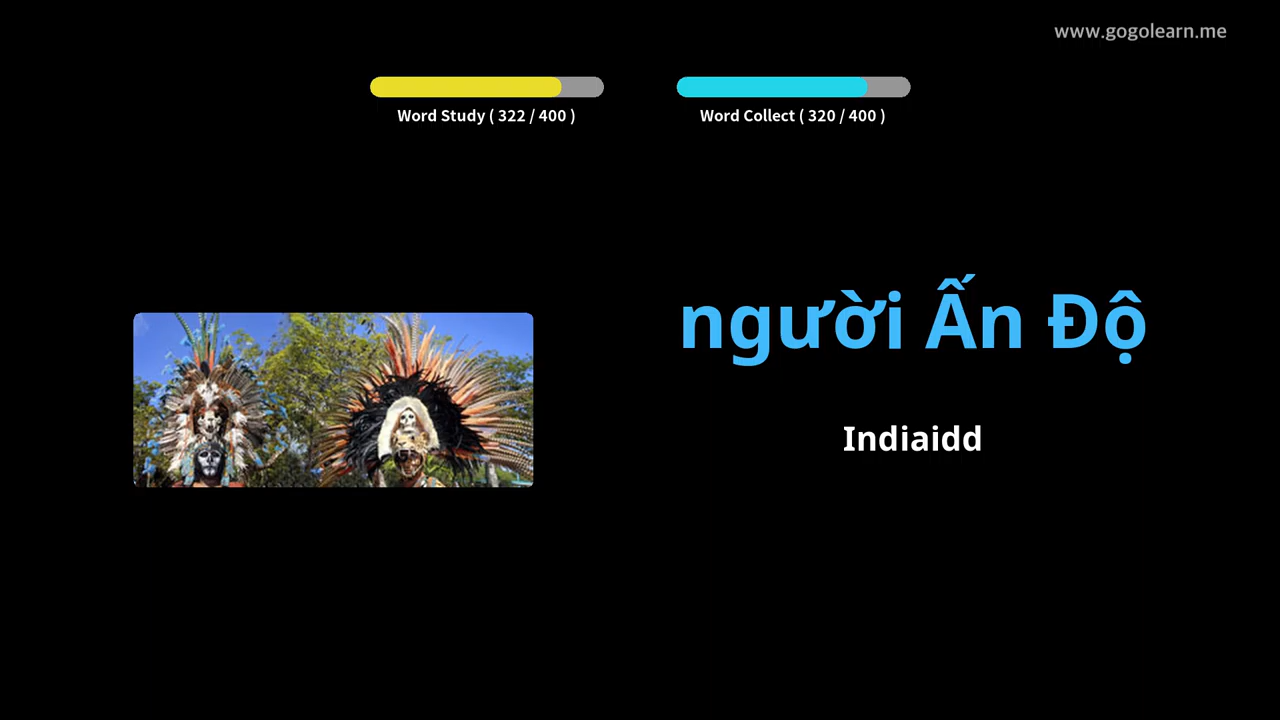 www.gogolearn.me
Word Study ( 322 / 400 )
Word Collect ( 320 / 400 )
người Ấn Độ
Indiaidd